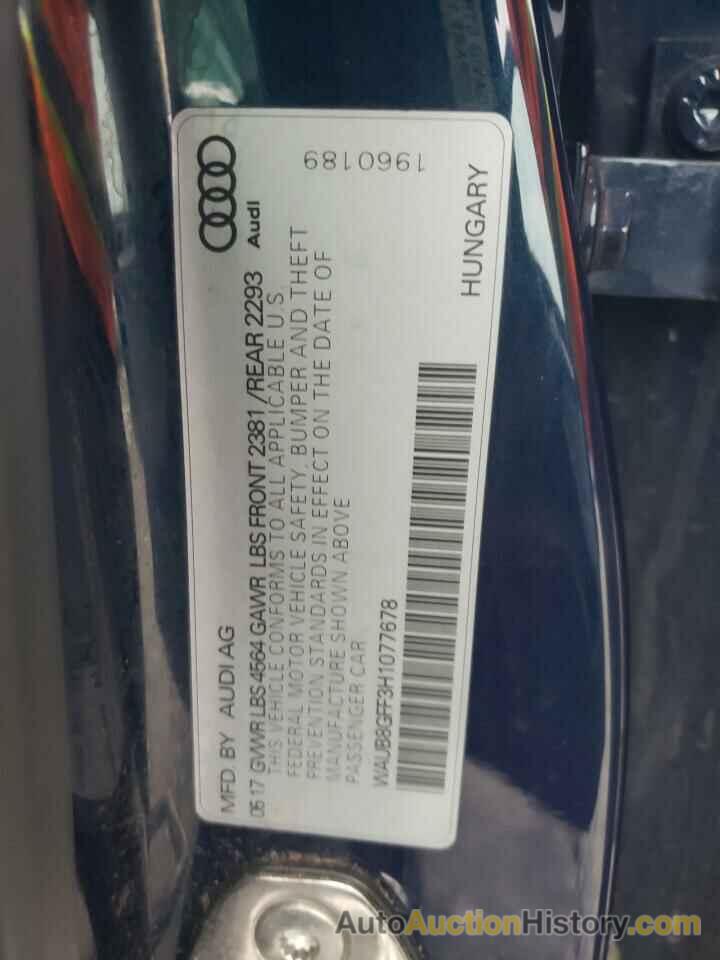 Audi
1960189
MFD. BY AUDI AG
05 17 GVWR LBS 4564 GAWR LBS FRONT 2381 / REAR 2293
THIS VEHICLE CONFORMS TO ALL APPLICABLE U.S.
FEDERAL MOTOR VEHICLE SAFETY, BUMPER AND THEFT
PREVENTION STANDARDS IN EFFECT ON THE DATE OF
MANUFACTURE SHOWN ABOVE
PASSENGER CAR
WAUB8GFF3H1077678
HUNGARY
AutoAuctionHistory.com